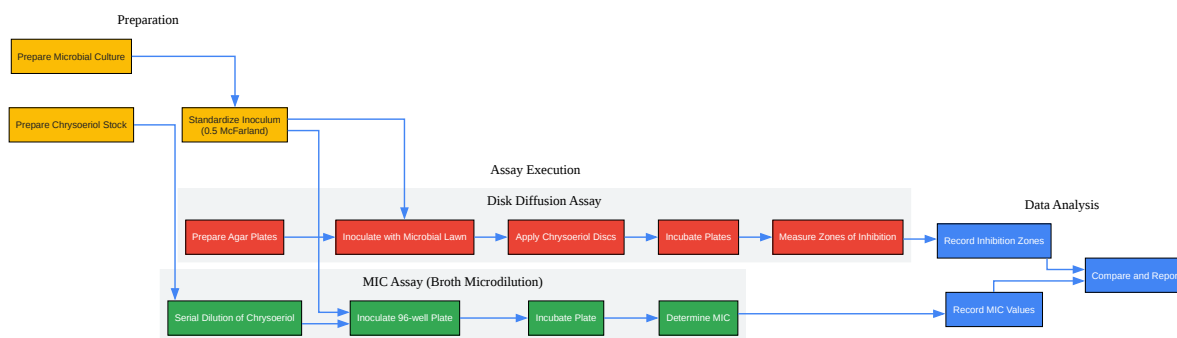 Preparation
Prepare Microbial Culture
Prepare Chrysoeriol Stock
Standardize Inoculum
(0.5 McFarland)
Assay Execution
Disk Diffusion Assay
Prepare Agar Plates
Inoculate with Microbial Lawn
Apply Chrysoeriol Discs
Incubate Plates
Measure Zones of Inhibition
MIC Assay (Broth Microdilution)
Serial Dilution of Chrysoeriol
Inoculate 96-well Plate
Incubate Plate
Determine MIC
Data Analysis
Record Inhibition Zones
Record MIC Values
Compare and Repor